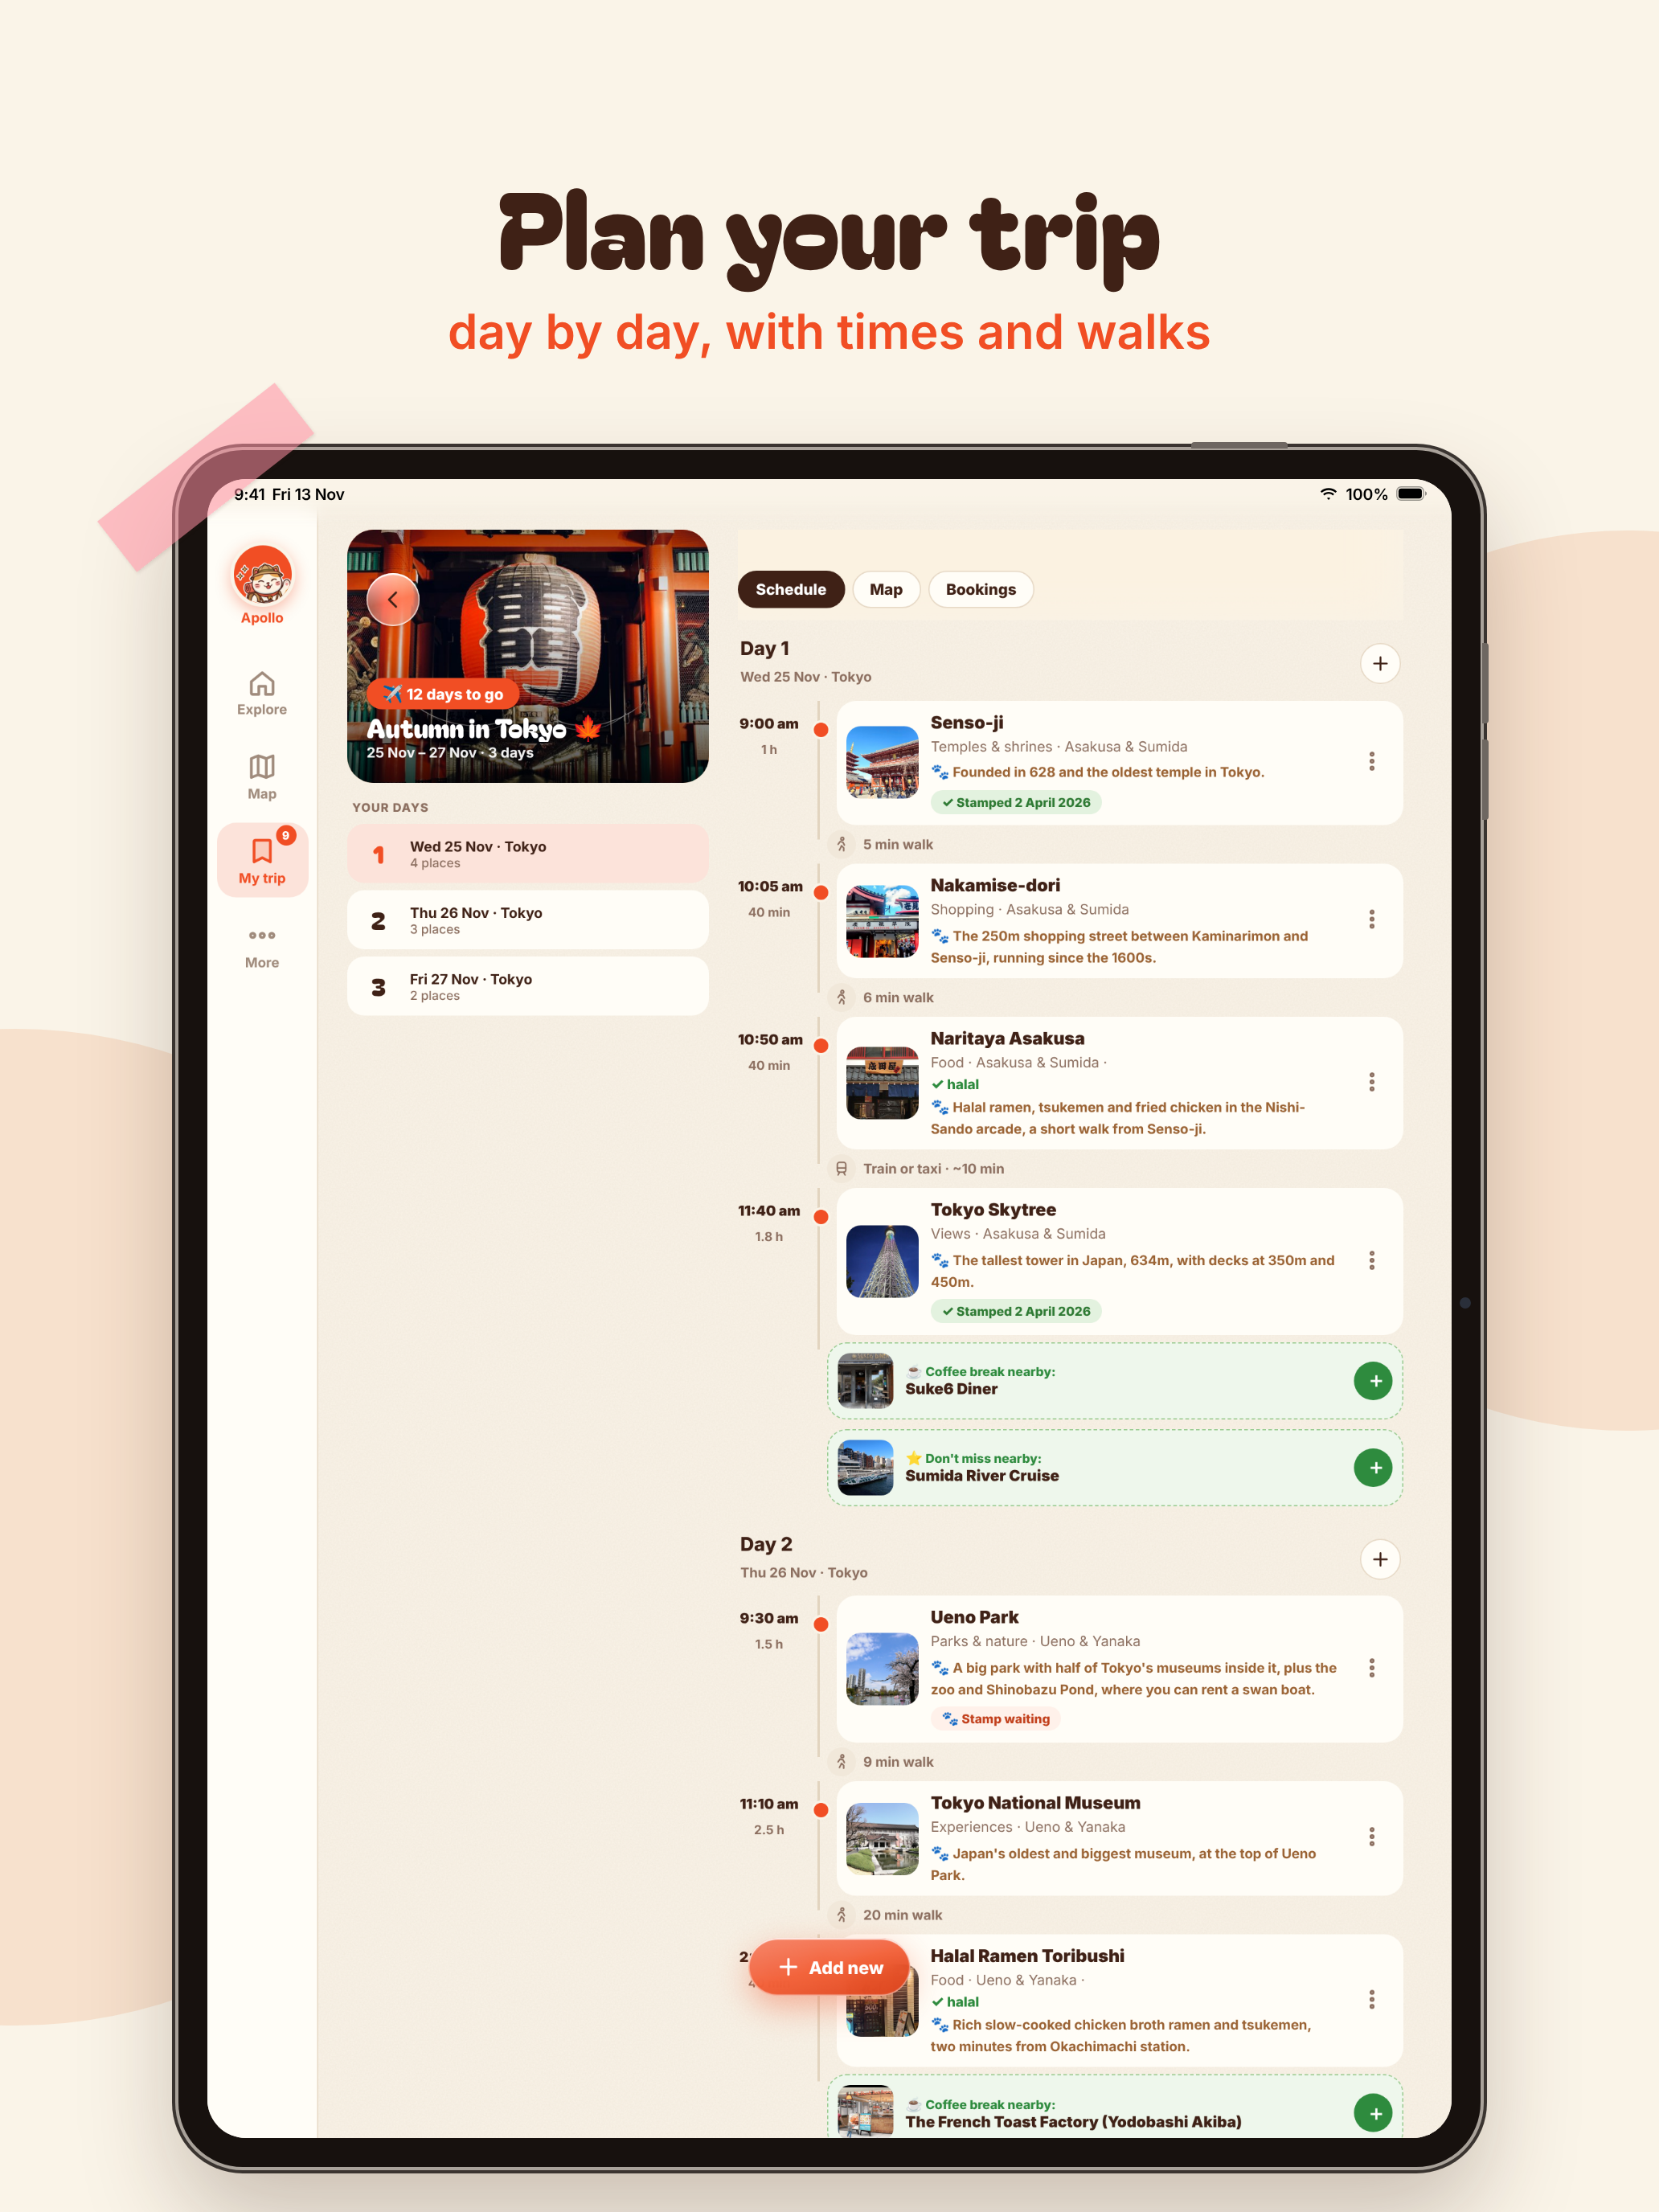 Plan your trip
day by day, with times and walks
9:41 Fri 13 Nov
100%
Apollo
Explore
Map
9
My trip
More
12 days to go
Autumn in Tokyo
25 Nov – 27 Nov · 3 days
YOUR DAYS
1
Wed 25 Nov · Tokyo
4 places
2
Thu 26 Nov · Tokyo
3 places
3
Fri 27 Nov · Tokyo
2 places
Schedule
Map
Bookings
Day 1
Wed 25 Nov · Tokyo
9:00 am
1 h
Senso-ji
Temples & shrines · Asakusa & Sumida
Founded in 628 and the oldest temple in Tokyo.
✓ Stamped 2 April 2026
5 min walk
10:05 am
40 min
Nakamise-dori
Shopping · Asakusa & Sumida
The 250m shopping street between Kaminarimon and
Senso-ji, running since the 1600s.
6 min walk
10:50 am
40 min
Naritaya Asakusa
Food · Asakusa & Sumida ·
✓ halal
Halal ramen, tsukemen and fried chicken in the Nishi-
Sando arcade, a short walk from Senso-ji.
Train or taxi · ~10 min
11:40 am
1.8 h
Tokyo Skytree
Views · Asakusa & Sumida
The tallest tower in Japan, 634m, with decks at 350m and
450m.
✓ Stamped 2 April 2026
Coffee break nearby:
Suke6 Diner
Don't miss nearby:
Sumida River Cruise
Day 2
Thu 26 Nov · Tokyo
9:30 am
1.5 h
Ueno Park
Parks & nature · Ueno & Yanaka
A big park with half of Tokyo's museums inside it, plus the
zoo and Shinobazu Pond, where you can rent a swan boat.
Stamp waiting
9 min walk
11:10 am
2.5 h
Tokyo National Museum
Experiences · Ueno & Yanaka
Japan's oldest and biggest museum, at the top of Ueno
Park.
20 min walk
Add new
Halal Ramen Toribushi
Food · Ueno & Yanaka ·
✓ halal
Rich slow-cooked chicken broth ramen and tsukemen,
two minutes from Okachimachi station.
Coffee break nearby:
The French Toast Factory (Yodobashi Akiba)